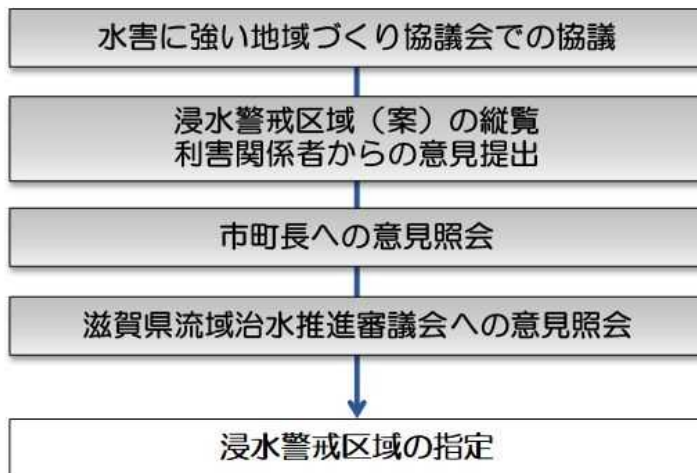 水害に強い地域づくり協議会での協議
浸水警戒区域（案）の縦覧
利害関係者からの意見提出
市町長への意見照会
滋賀県流域治水推進審議会への意見照会
浸水警戒区域の指定